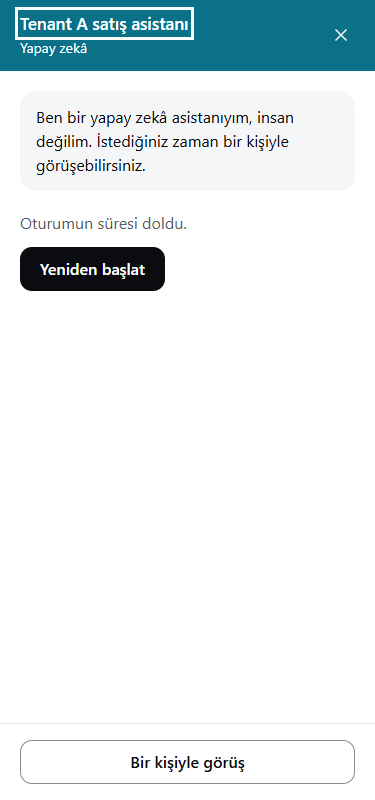 Tenant A satış asistanı
Yapay zekâ
Ben bir yapay zekâ asistanıyım, insan
değilim. İstediğiniz zaman bir kişiyle
görüşebilirsiniz.
Oturumun süresi doldu.
Yeniden başlat
Bir kişiyle görüş